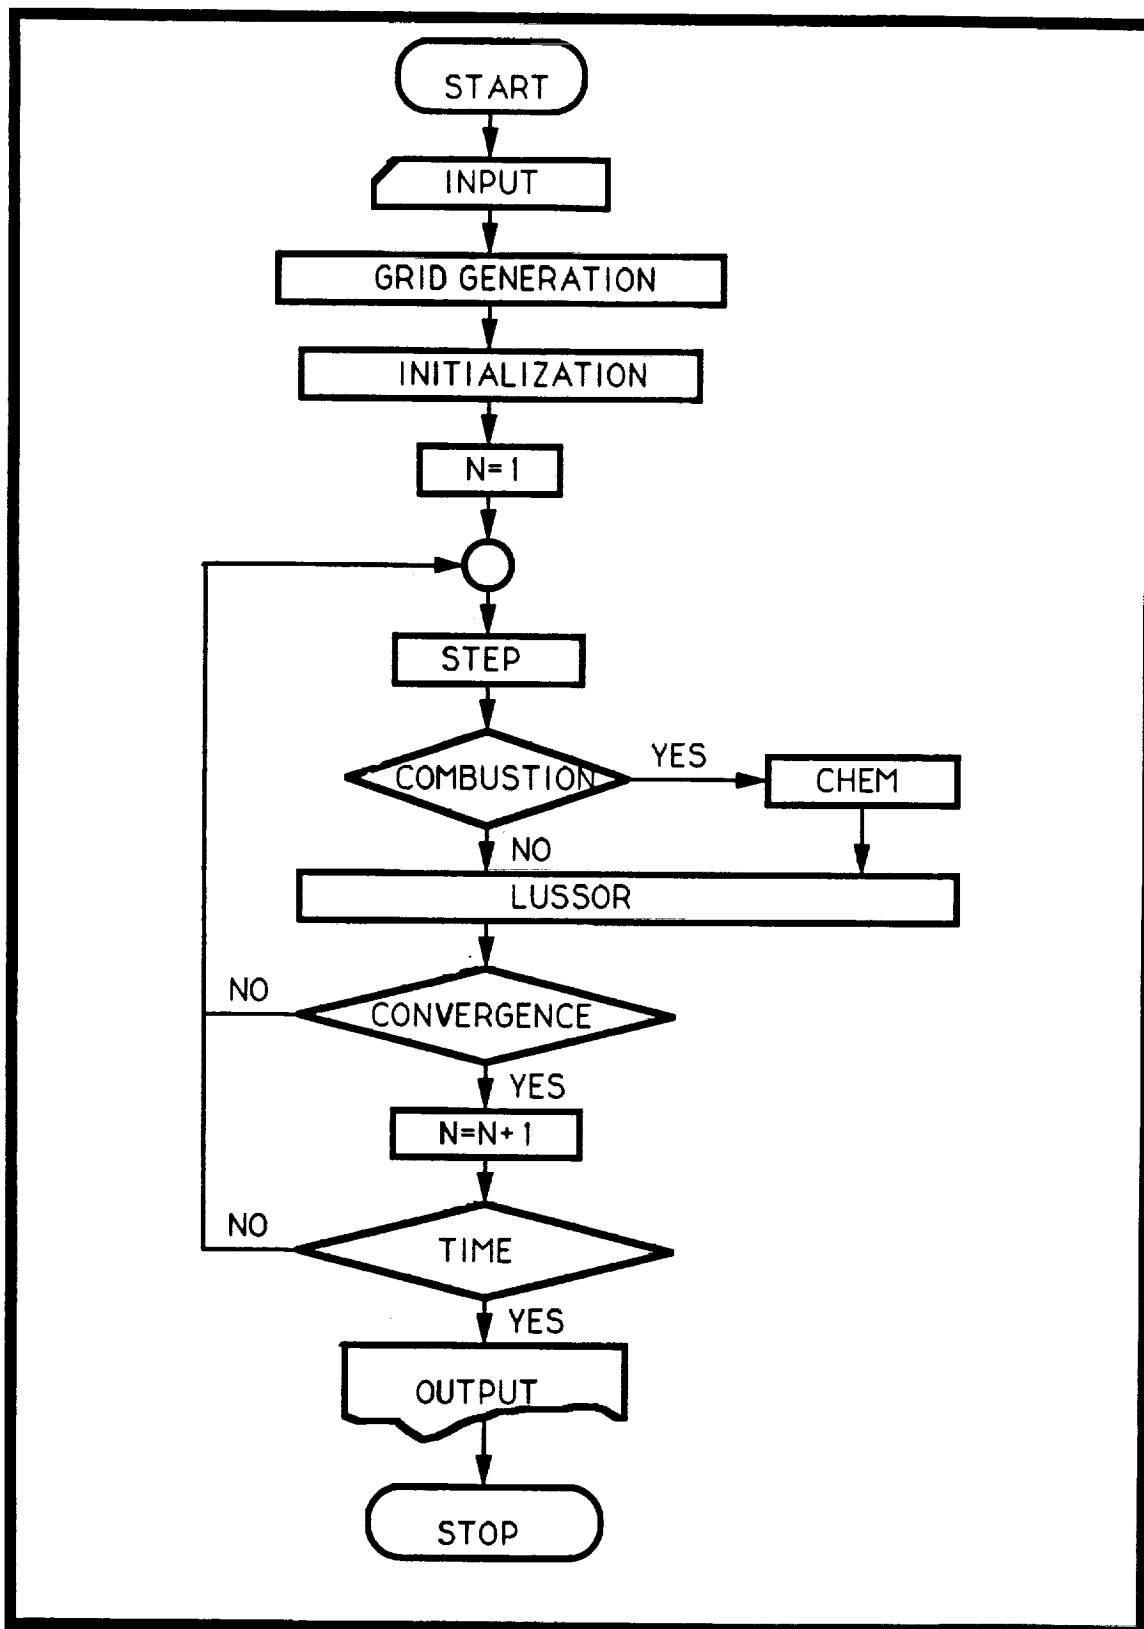 START
INPUT
GRID GENERATION
INITIALIZATION
N=1
STEP
COMBUSTION
YES
CHEM
NO
LUSSOR
NO
CONVERGENCE
YES
N=N+1
NO
TIME
YES
OUTPUT
STOP